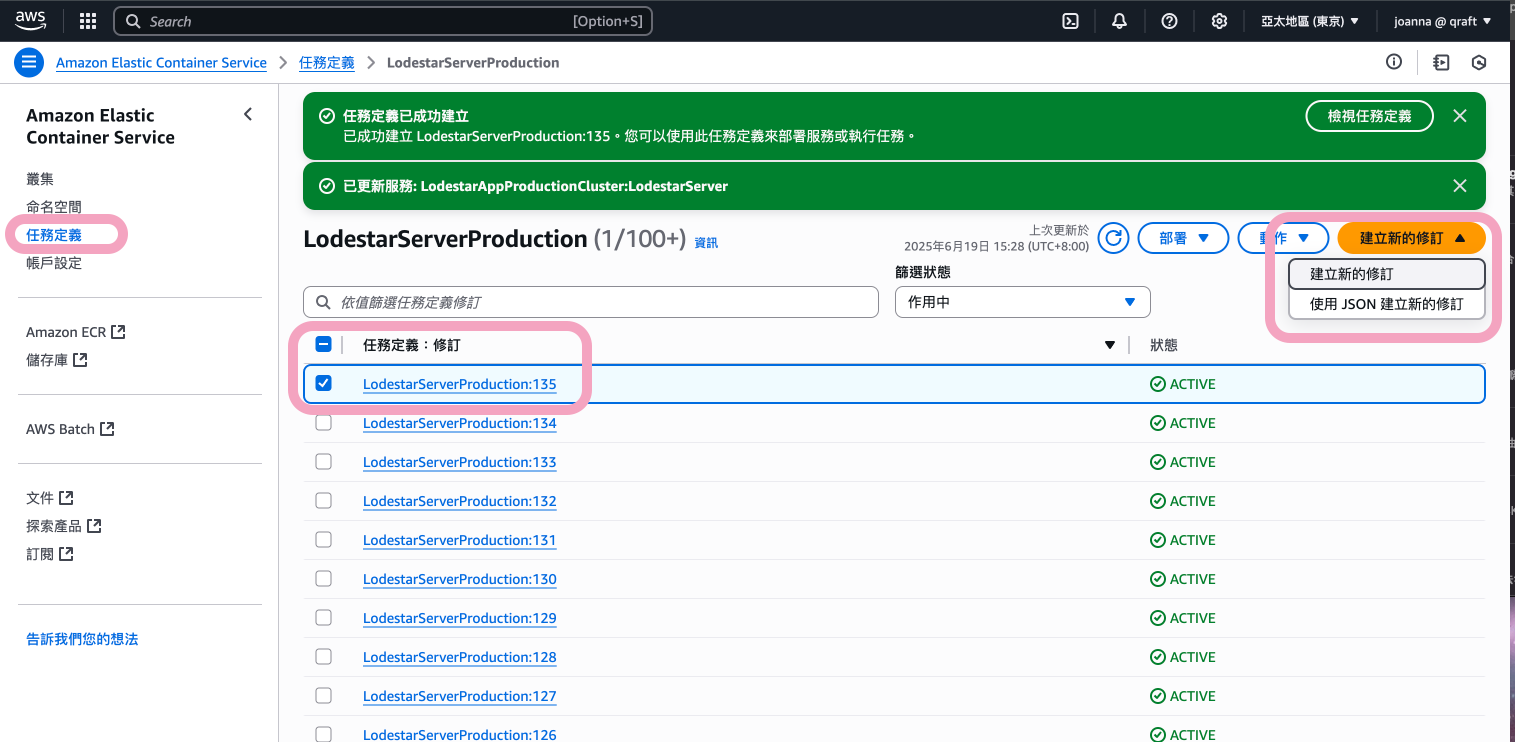 aws
Search [Option+S]
亞太地區 (東京)
joanna @ qraft
Amazon Elastic Container Service
任務定義
LodestarServerProduction
Amazon Elastic
Container Service
叢集
命名空間
任務定義
帳戶設定
Amazon ECR
儲存庫
AWS Batch
文件
探索產品
訂閱
告訴我們您的想法
任務定義已成功建立
已成功建立 LodestarServerProduction:135。您可以使用此任務定義來部署服務或執行任務。
檢視任務定義
已更新服務: LodestarAppProductionCluster:LodestarServer
LodestarServerProduction (1/100+) 資訊
上次更新於
2025年6月19日 15:28 (UTC+8:00)
部署
動作
建立新的修訂
建立新的修訂
使用 JSON 建立新的修訂
篩選狀態
依值篩選任務定義修訂
作用中
任務定義：修訂
狀態
LodestarServerProduction:135 ACTIVE
LodestarServerProduction:134 ACTIVE
LodestarServerProduction:133 ACTIVE
LodestarServerProduction:132 ACTIVE
LodestarServerProduction:131 ACTIVE
LodestarServerProduction:130 ACTIVE
LodestarServerProduction:129 ACTIVE
LodestarServerProduction:128 ACTIVE
LodestarServerProduction:127 ACTIVE
LodestarServerProduction:126 ACTIVE